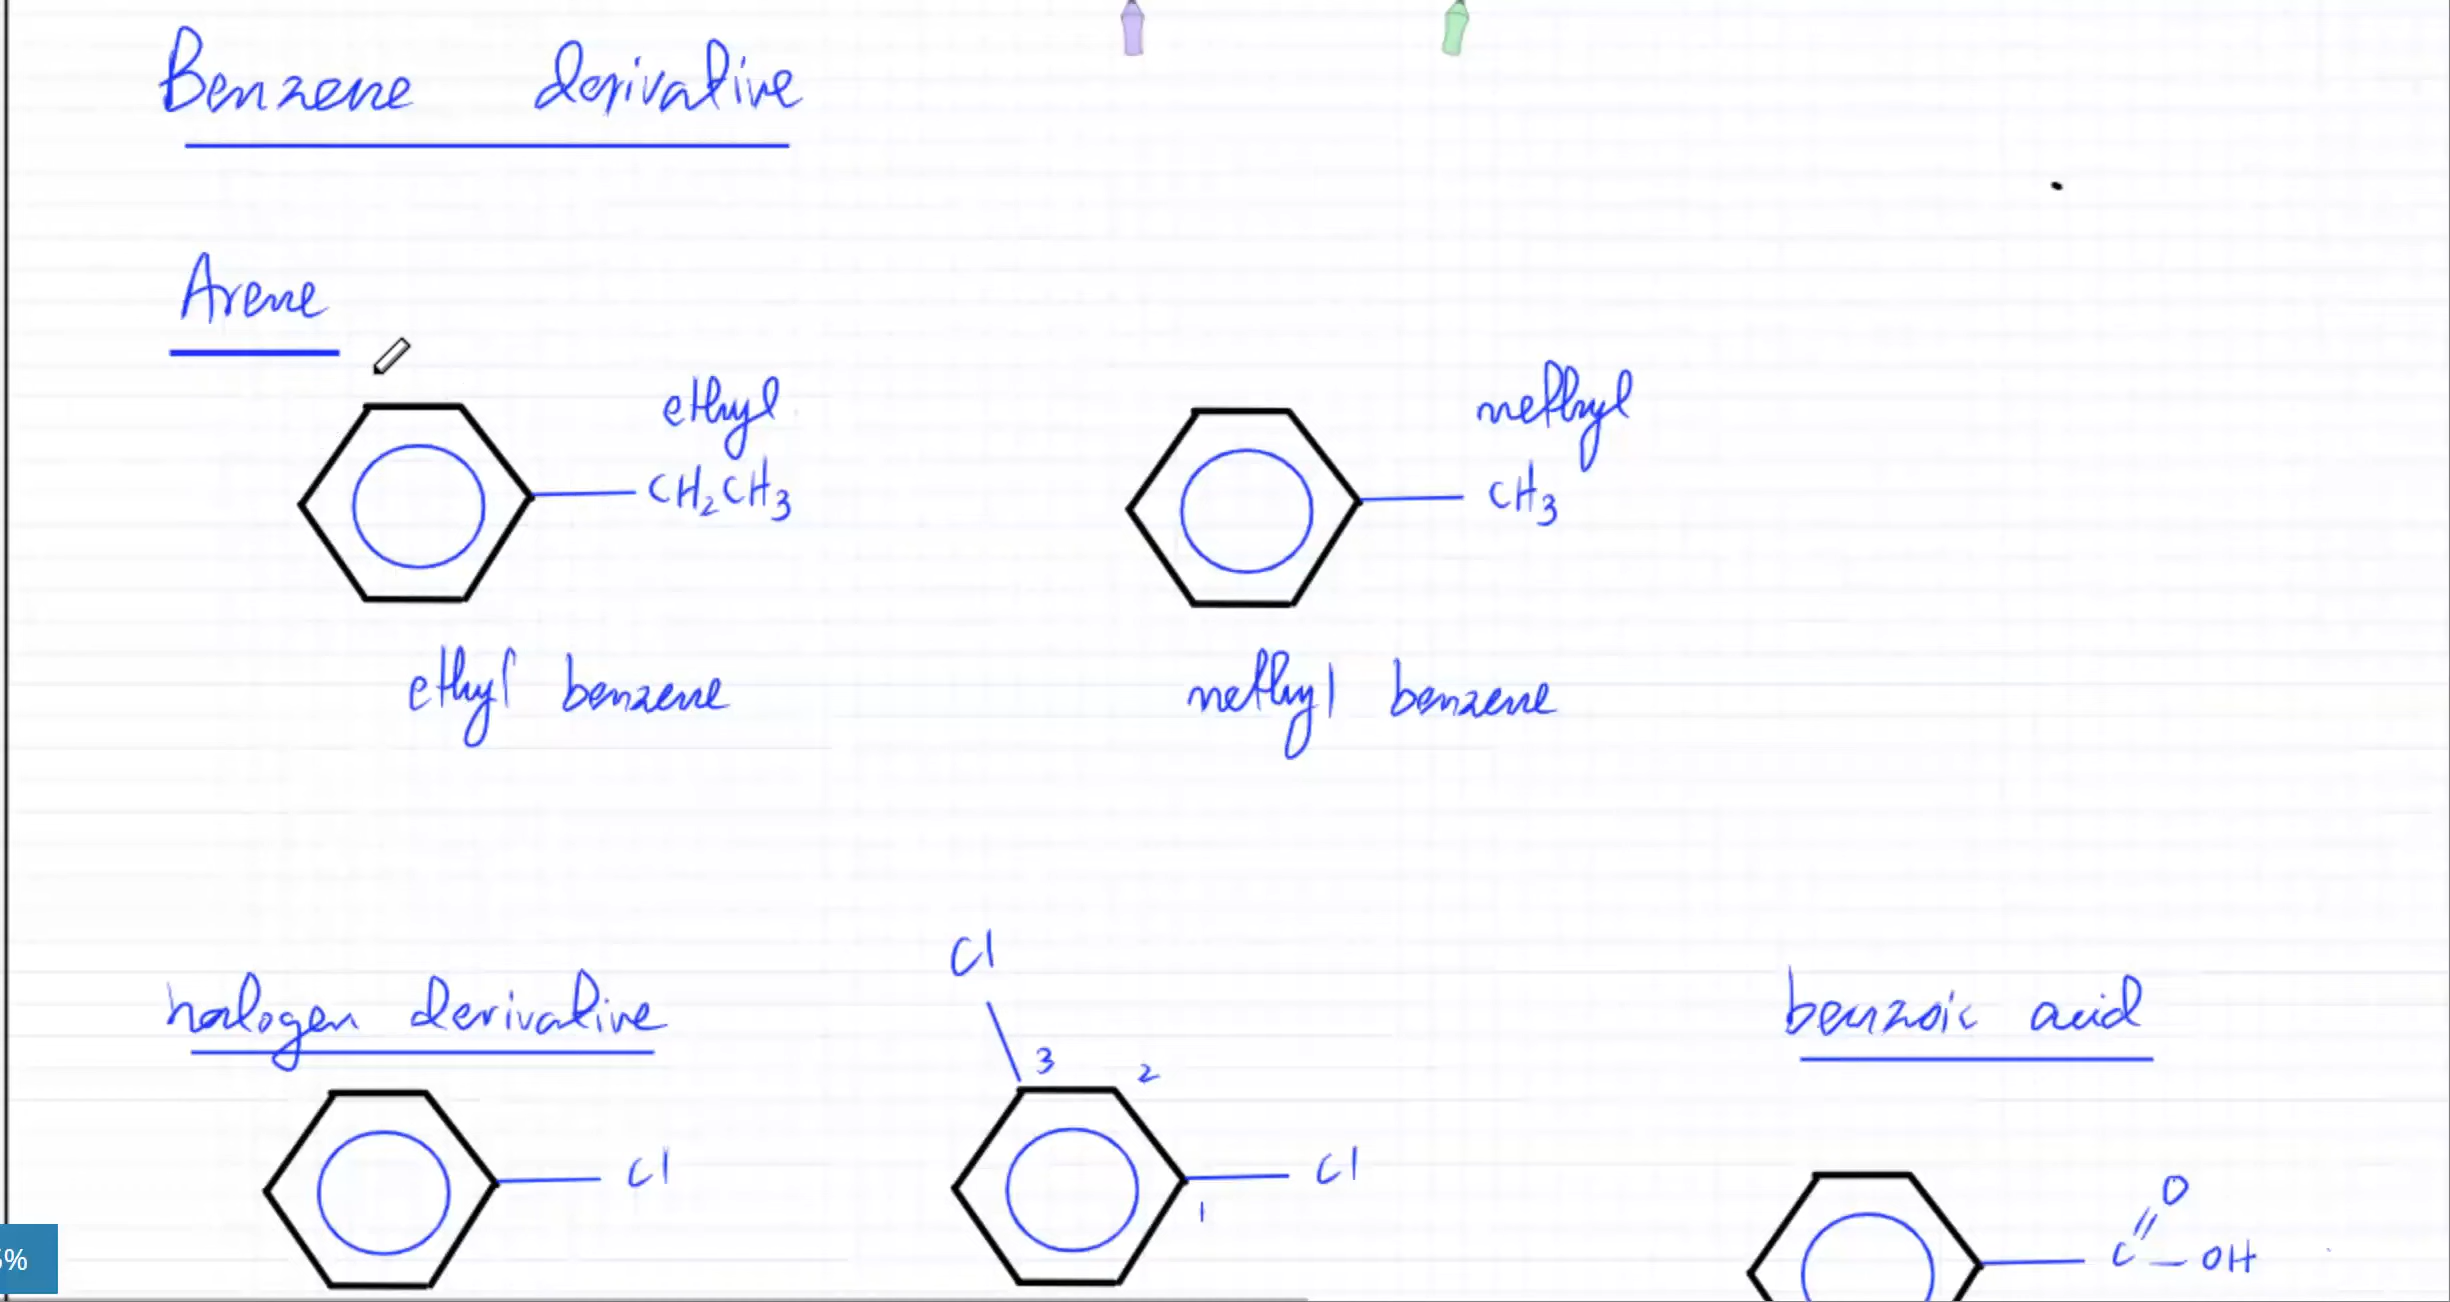 Benzene derivative
Arene
ethyl
CH₂CH₃
methyl
CH₃
ethyl benzene
methyl benzene
halogen derivative
Cl
Cl
3
2
Cl
1
benzoic acid
O
C - OH
5%